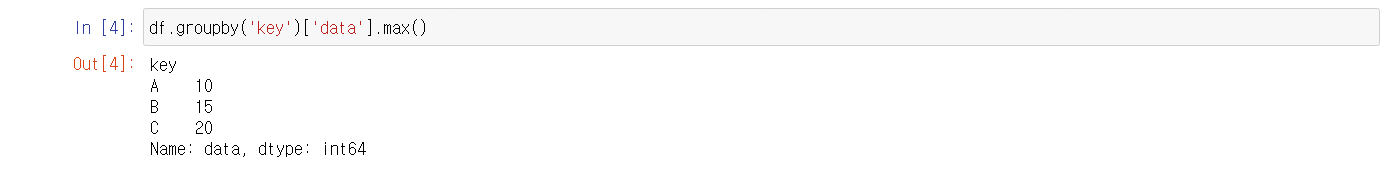 In [4]: df.groupby('key')['data'].max()
Out[4]: key
A    10
B    15
C    20
Name: data, dtype: int64